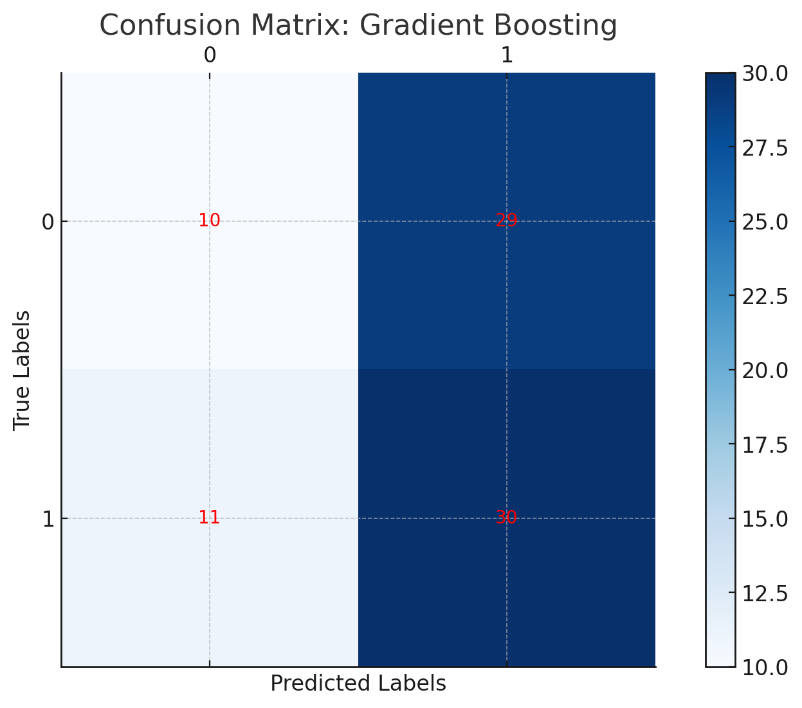 Confusion Matrix: Gradient Boosting
0 1
30.0
27.5
0 10 29 25.0
22.5
True Labels
20.0
17.5
1 11 30 15.0
12.5
10.0
Predicted Labels